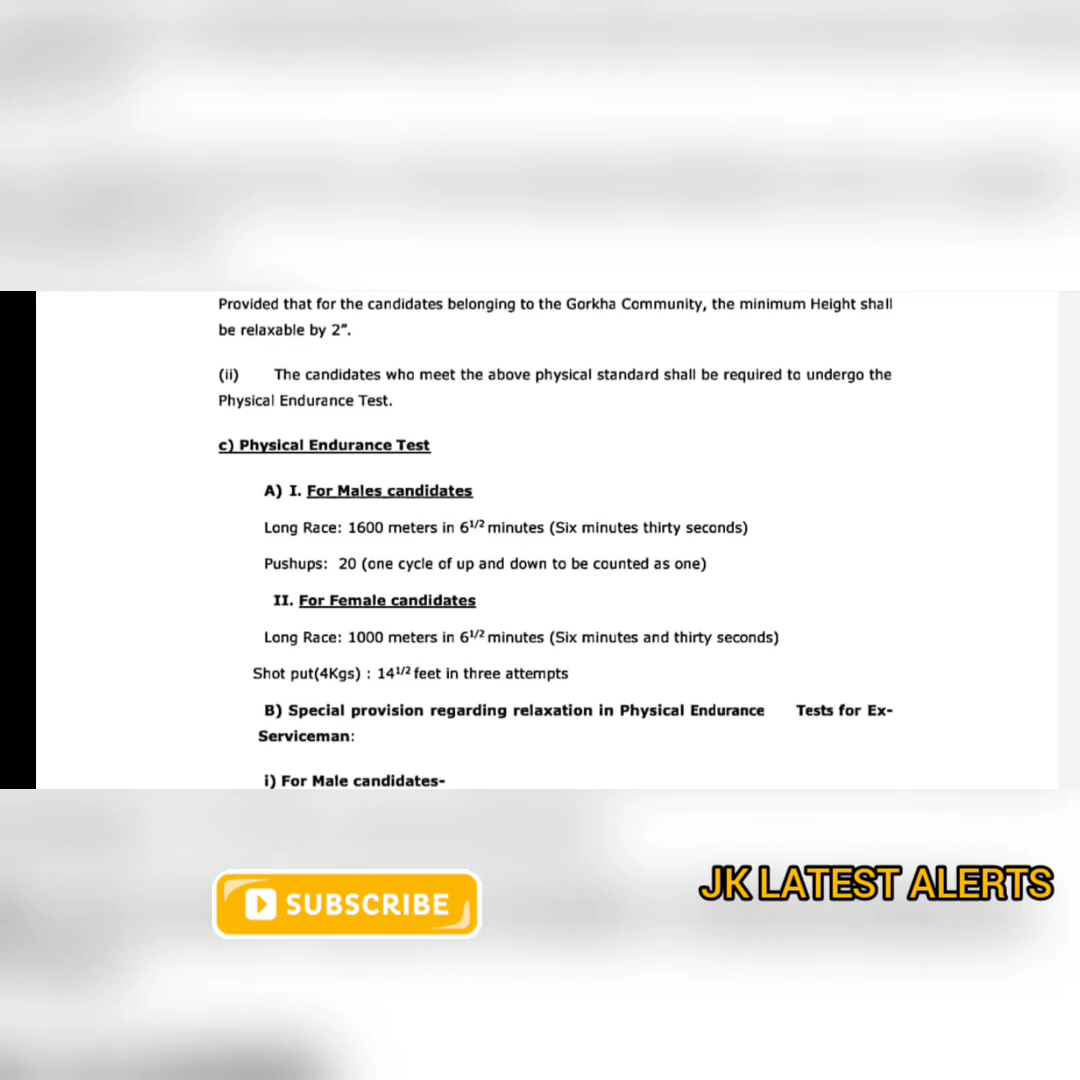 Provided that for the candidates belonging to the Gorkha Community, the minimum Height shall
be relaxable by 2”.
(ii) The candidates who meet the above physical standard shall be required to undergo the
Physical Endurance Test.
c) Physical Endurance Test
A) I. For Males candidates
Long Race: 1600 meters in 6 1/2 minutes (Six minutes thirty seconds)
Pushups: 20 (one cycle of up and down to be counted as one)
II. For Female candidates
Long Race: 1000 meters in 6 1/2 minutes (Six minutes and thirty seconds)
Shot put(4Kgs) : 14 1/2 feet in three attempts
B) Special provision regarding relaxation in Physical Endurance Tests for Ex-
Serviceman:
i) For Male candidates-
SUBSCRIBE
JK LATEST ALERTS